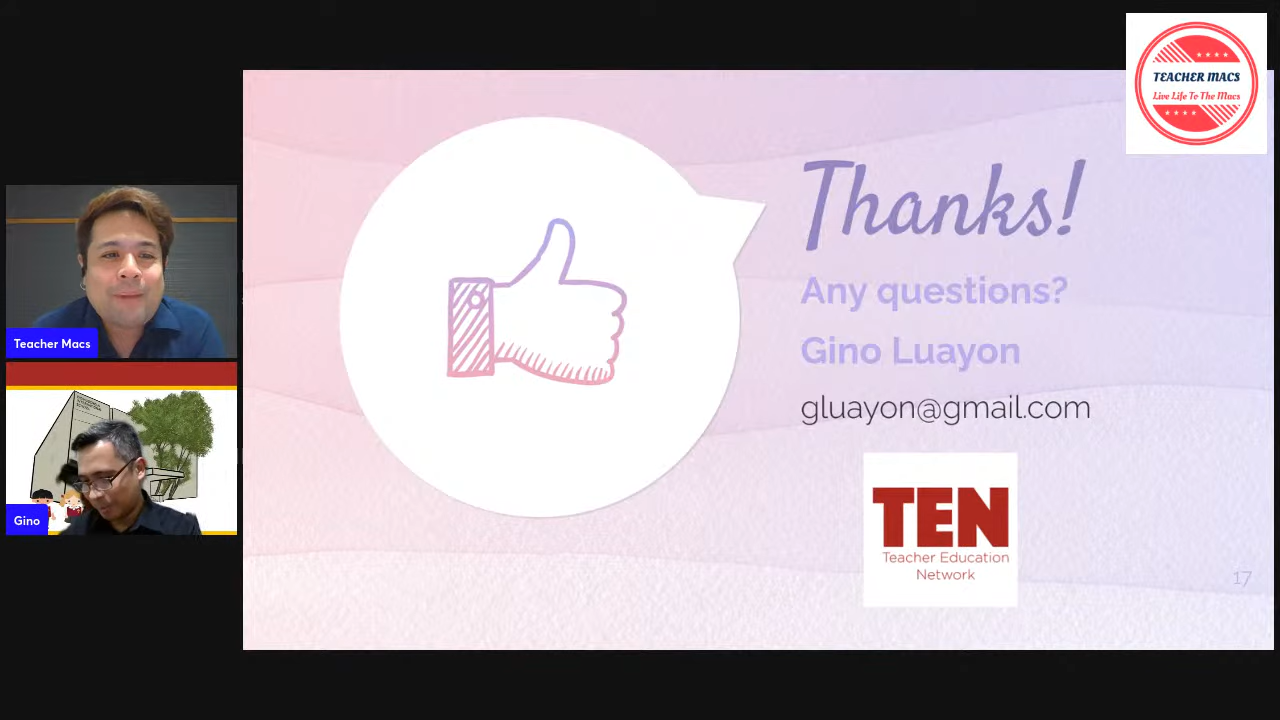 TEACHER MACS
Live Life To The Macs
Thanks!
Any questions?
Gino Luayon
gluayon@gmail.com
TEN
Teacher Education
Network
17
Teacher Macs
Gino